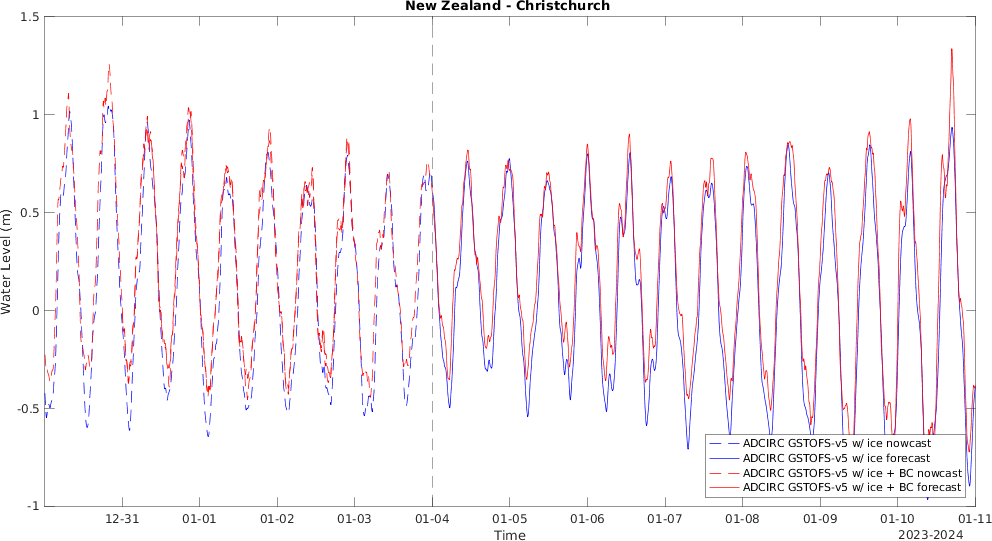 New Zealand - Christchurch
Water Level (m)
1.5
1
0.5
0
-0.5
-1
ADCIRC GSTOFS-v5 w/ ice nowcast
ADCIRC GSTOFS-v5 w/ ice forecast
ADCIRC GSTOFS-v5 w/ ice + BC nowcast
ADCIRC GSTOFS-v5 w/ ice + BC forecast
12-31 01-01 01-02 01-03 01-04 01-05 01-06 01-07 01-08 01-09 01-10 01-11
Time
2023-2024